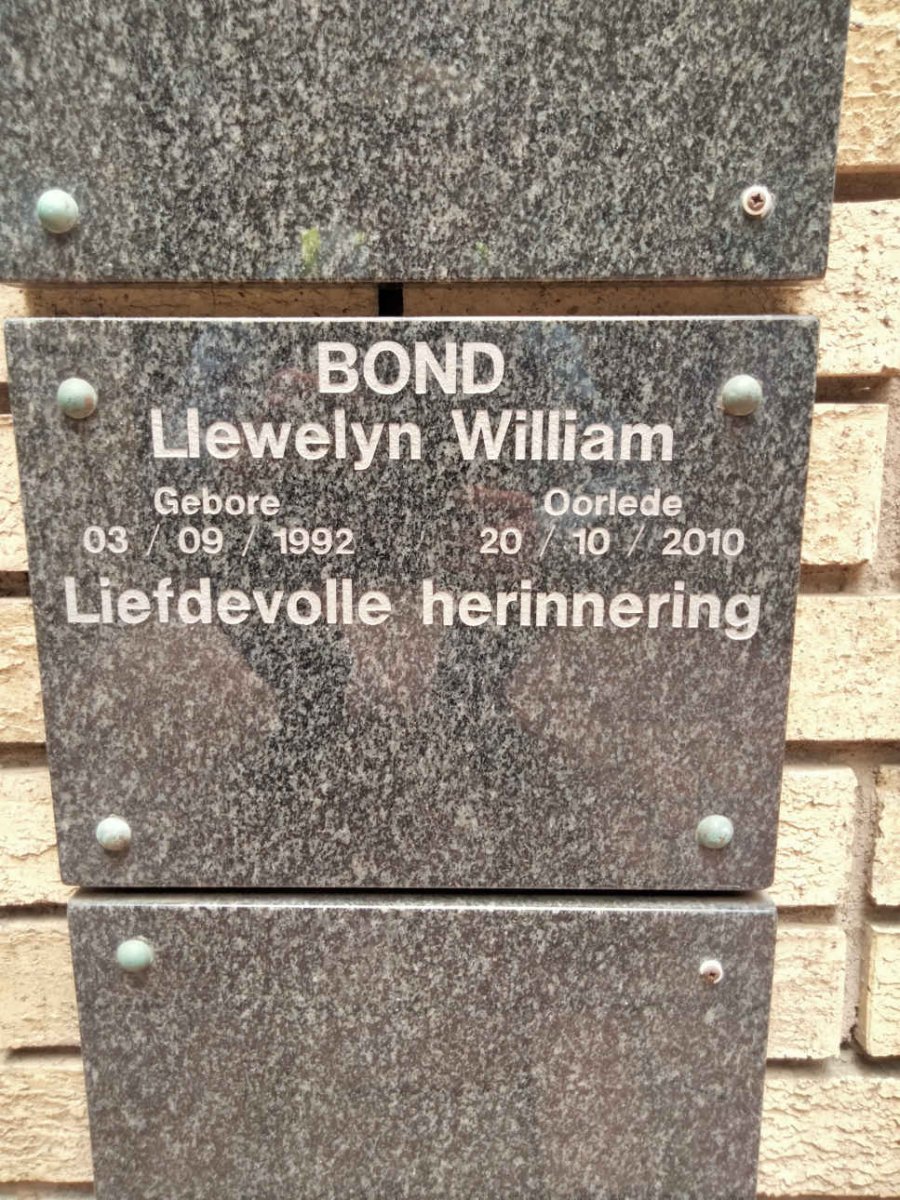 BOND
Llewelyn William
Gebore Oorlede
03 / 09 / 1992 20 / 10 / 2010
Liefdevolle herinnering